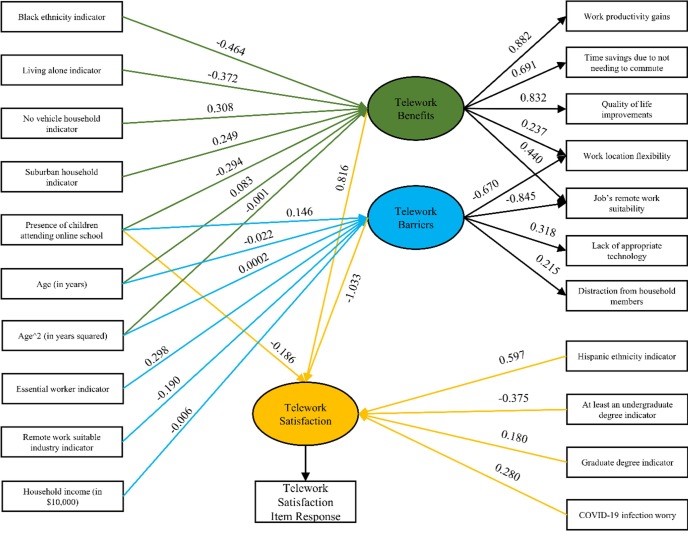 Black ethnicity indicator
Living alone indicator
No vehicle household
indicator
Suburban household
indicator
Presence of children
attending online school
Age (in years)
Age^2 (in years squared)
Essential worker indicator
Remote work suitable
industry indicator
Household income (in
$10,000)
-0.464
-0.372
0.308
0.249
-0.294
0.083
-0.001
0.146
-0.022
0.0002
0.298
-0.190
-0.006
-0.186
0.816
-1.033
Telework
Benefits
Telework
Barriers
Telework
Satisfaction
Telework
Satisfaction
Item Response
0.882
0.691
0.832
0.237
0.440
-0.670
-0.845
0.318
0.215
0.597
-0.375
0.180
0.280
Work productivity gains
Time savings due to not
needing to commute
Quality of life
improvements
Work location flexibility
Job's remote work
suitability
Lack of appropriate
technology
Distraction from household
members
Hispanic ethnicity indicator
At least an undergraduate
degree indicator
Graduate degree indicator
COVID-19 infection worry